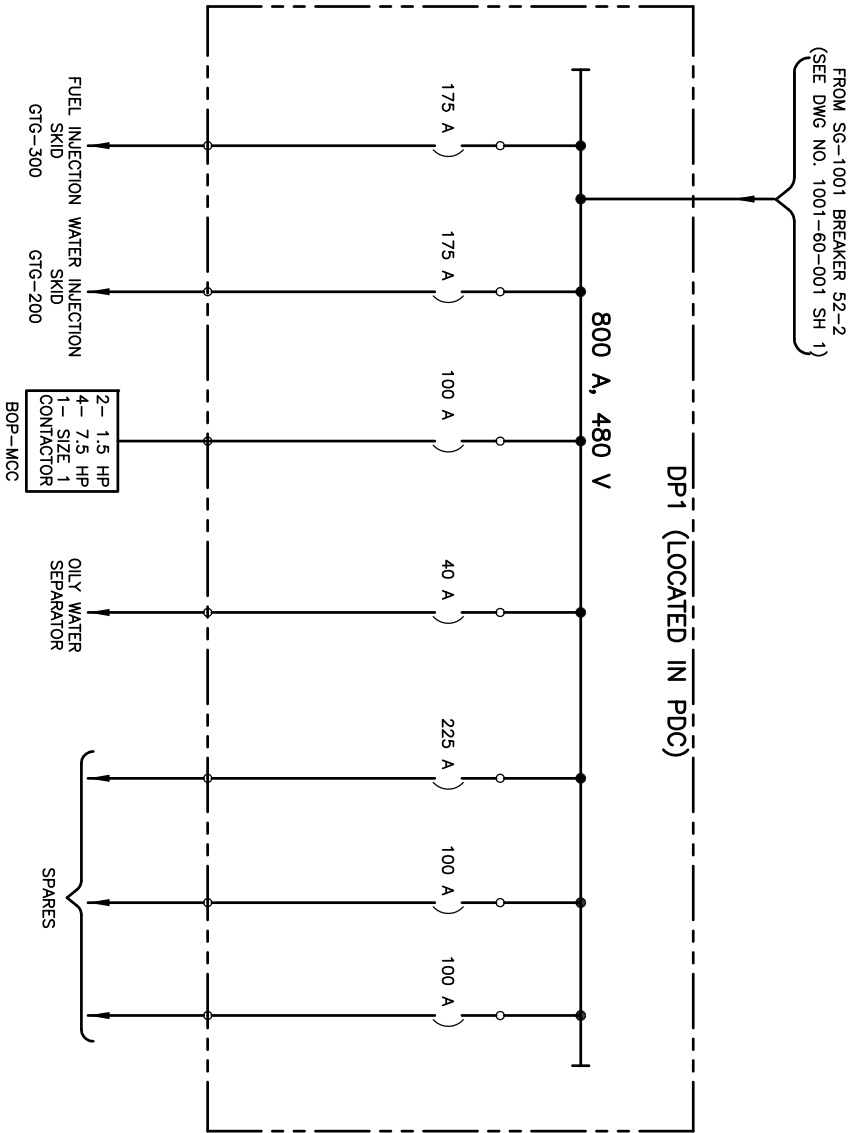 FROM SG-1001 BREAKER 52-2
(SEE DWG NO. 1001-60-001 SH 1)
DP1 (LOCATED IN PDC)
800 A, 480 V
175 A
175 A
100 A
40 A
225 A
100 A
100 A
FUEL INJECTION WATER INJECTION
SKID
GTG-300
SKID
GTG-200
2- 1.5 HP
4- 7.5 HP
1- SIZE 1
CONTACTOR
BOP-MCC
OILY WATER
SEPARATOR
SPARES